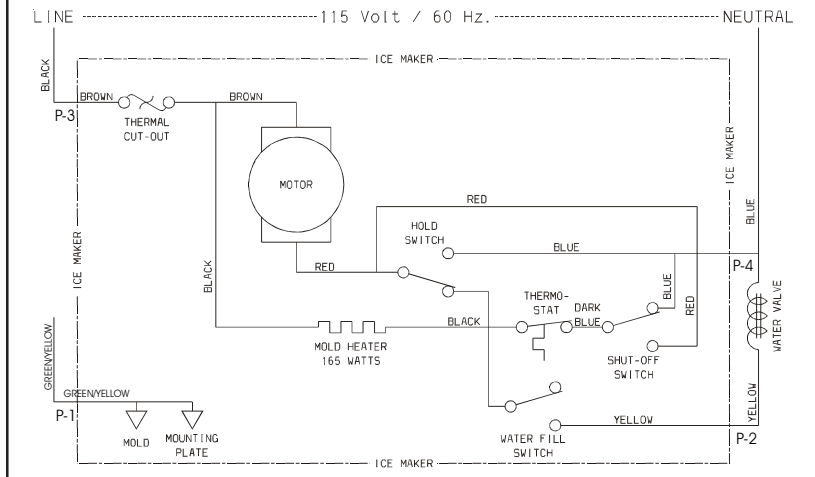 LINE 115 Volt / 60 Hz. NEUTRAL
ICE MAKER
BLACK
BROWN
BROWN
P-3
THERMAL
CUT-OUT
ICE MAKER
MOTOR
RED
BLUE
HOLD
SWITCH
BLUE
ICE MAKER
RED
P-4
BLACK
BLUE
RED
THERMO-
STAT
DARK
BLUE
BLACK
WATER VALVE
MOLD HEATER
165 WATTS
SHUT-OFF
SWITCH
GREEN/YELLOW
GREEN/YELLOW
P-1
YELLOW
YELLOW
MOLD
MOUNTING
PLATE
WATER FILL
SWITCH
P-2
ICE MAKER